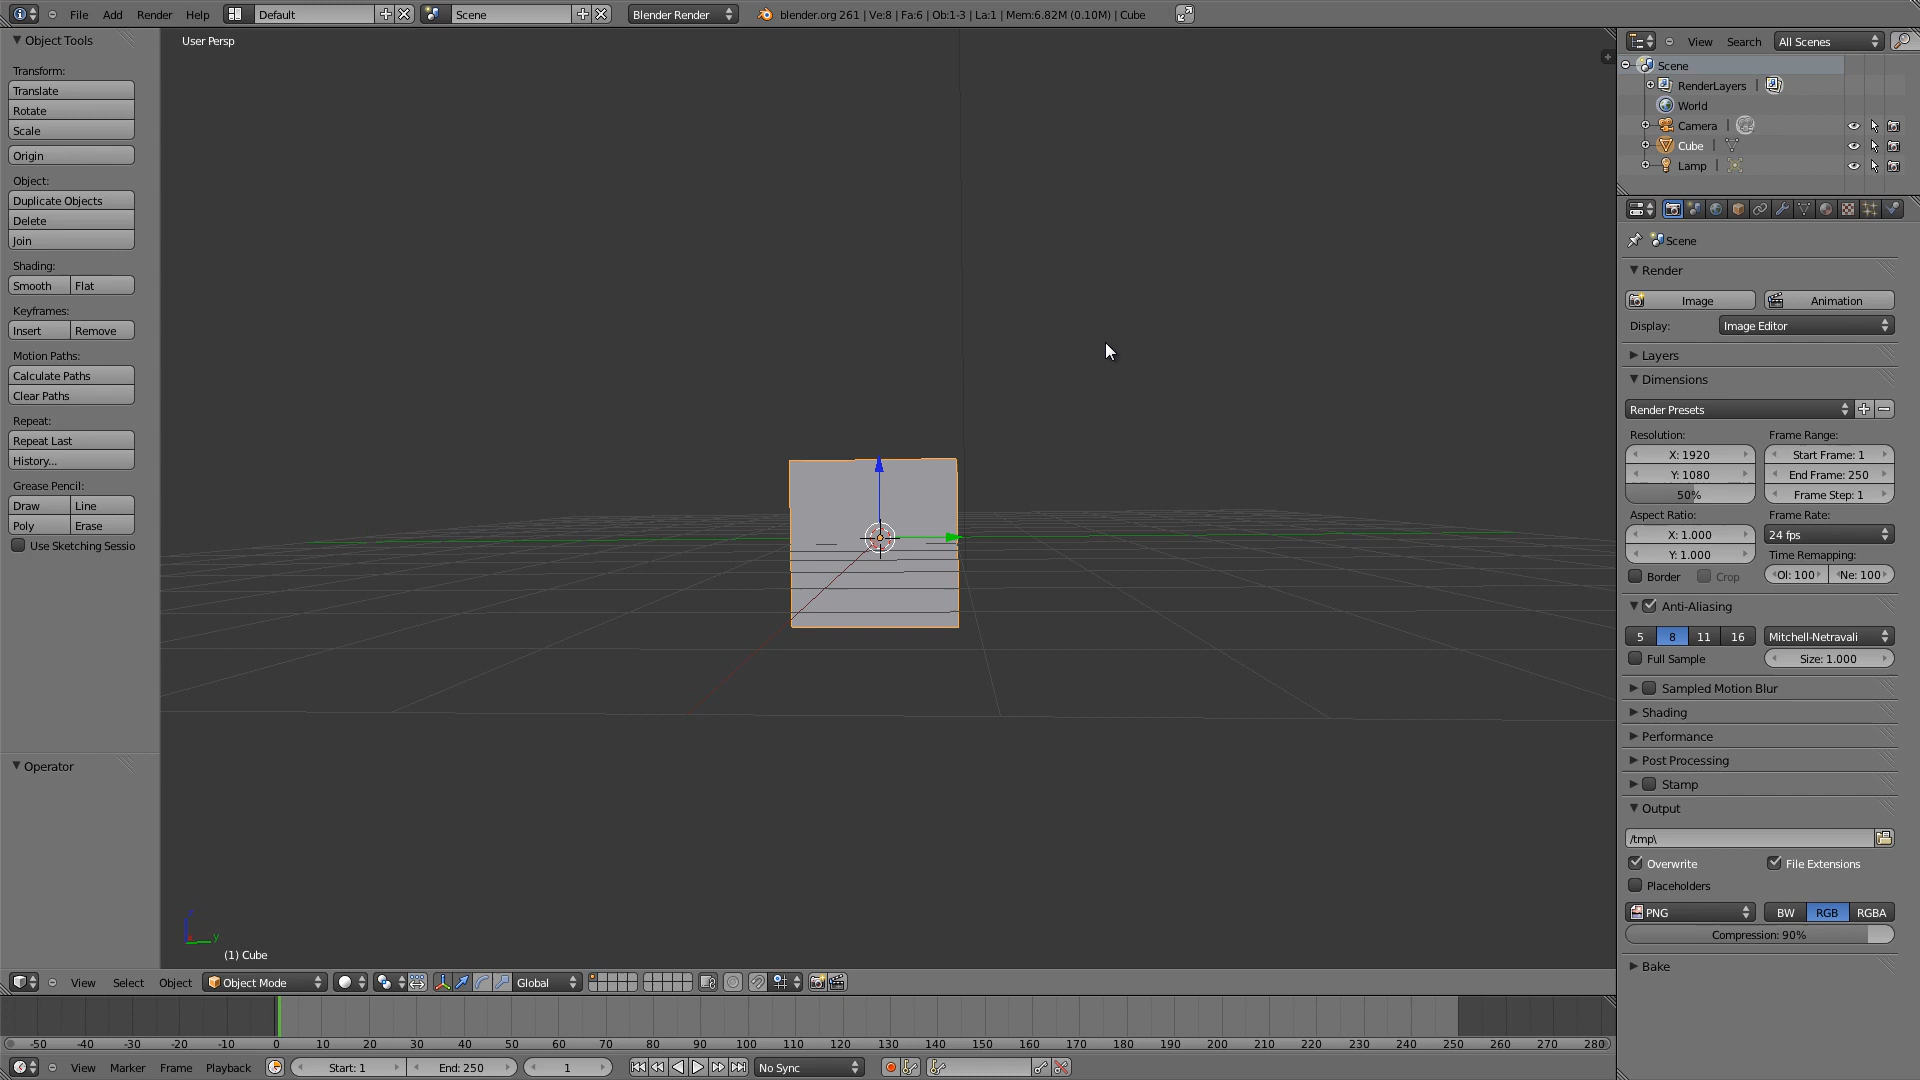 File Add Render Help Default Scene Blender Render blender.org 261 | Ve:8 | Fa:6 | Ob:1-3 | La:1 | Mem:6.82M (0.10M) | Cube
Object Tools
Transform:
Translate
Rotate
Scale
Origin
Object:
Duplicate Objects
Delete
Join
Shading:
Smooth Flat
Keyframes:
Insert Remove
Motion Paths:
Calculate Paths
Clear Paths
Repeat:
Repeat Last
History...
Grease Pencil:
Draw Line
Poly Erase
Use Sketching Sessio
Operator
User Persp
y
(1) Cube
View Select Object Object Mode Global
-50 -40 -30 -20 -10 0 10 20 30 40 50 60 70 80 90 100 110 120 130 140 150 160 170 180 190 200 210 220 230 240 250 260 270 280
View Marker Frame Playback Start: 1 End: 250 1 No Sync
View Search All Scenes
Scene
RenderLayers |
World
Camera |
Cube |
Lamp |
Scene
Render
Image Animation
Display: Image Editor
Layers
Dimensions
Render Presets
Resolution: Frame Range:
X: 1920 Start Frame: 1
Y: 1080 End Frame: 250
50% Frame Step: 1
Aspect Ratio: Frame Rate:
X: 1.000 24 fps
Y: 1.000 Time Remapping:
Border Crop Ol: 100 Ne: 100
Anti-Aliasing
5 8 11 16 Mitchell-Netravali
Full Sample Size: 1.000
Sampled Motion Blur
Shading
Performance
Post Processing
Stamp
Output
/tmp\
Overwrite File Extensions
Placeholders
PNG BW RGB RGBA
Compression: 90%
Bake